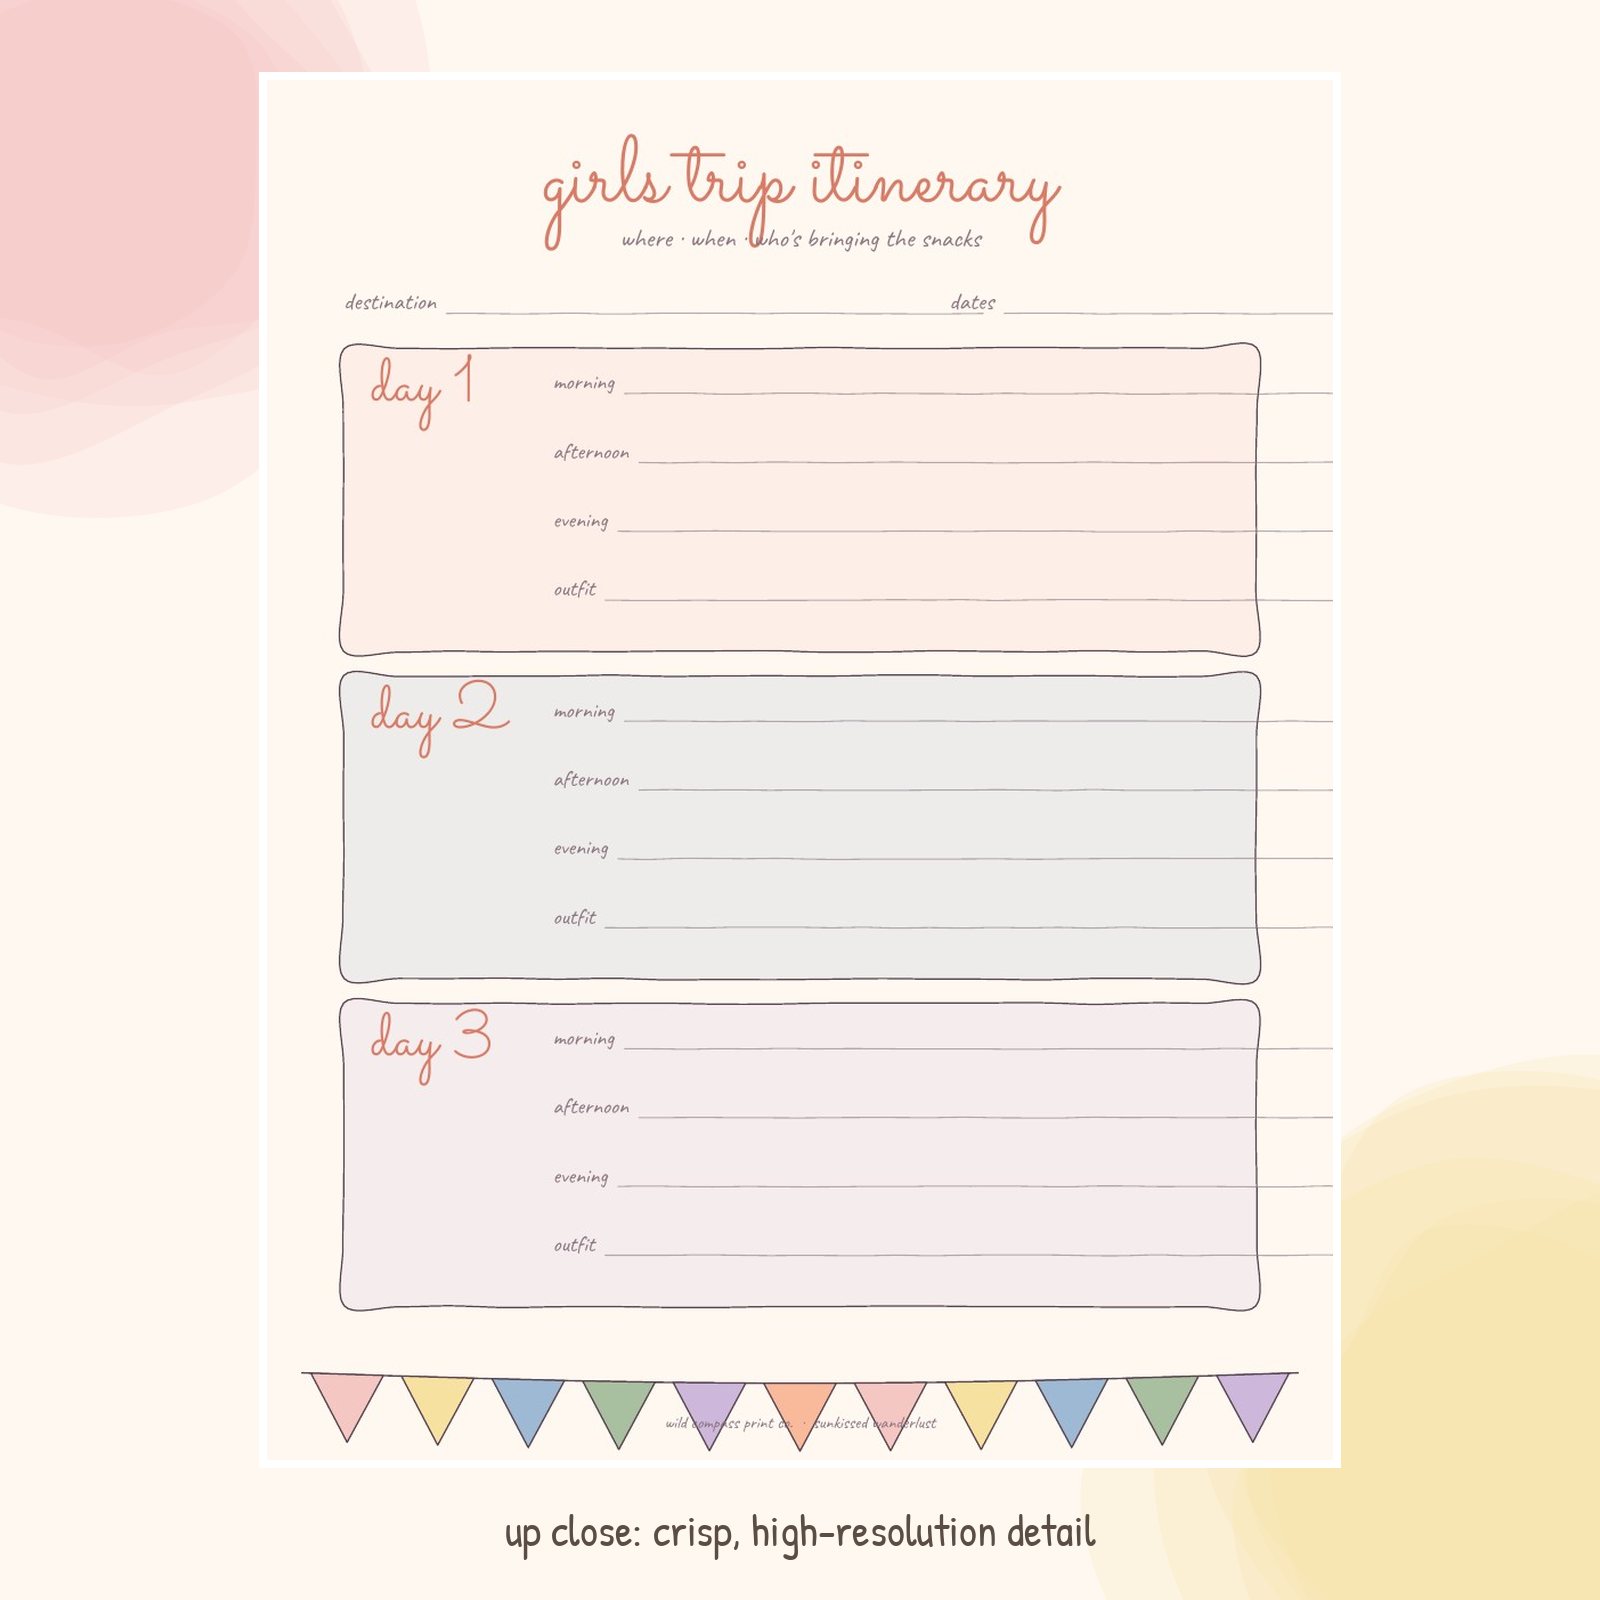 girls trip itinerary
where · when · who's bringing the snacks
destination dates
day 1 morning
afternoon
evening
outfit
day 2 morning
afternoon
evening
outfit
day 3 morning
afternoon
evening
outfit
wild compass print co. · sunkissed wanderlust
up close: crisp, high-resolution detail